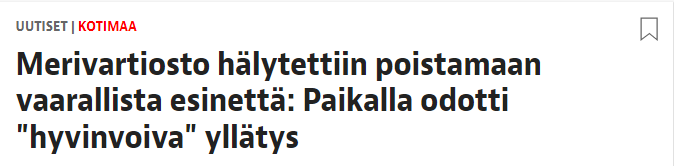 UUTISET | KOTIMAA
Merivartiosto hälytettiin poistamaan
vaarallista esinettä: Paikalla odotti
"hyvinvoiva" yllätys